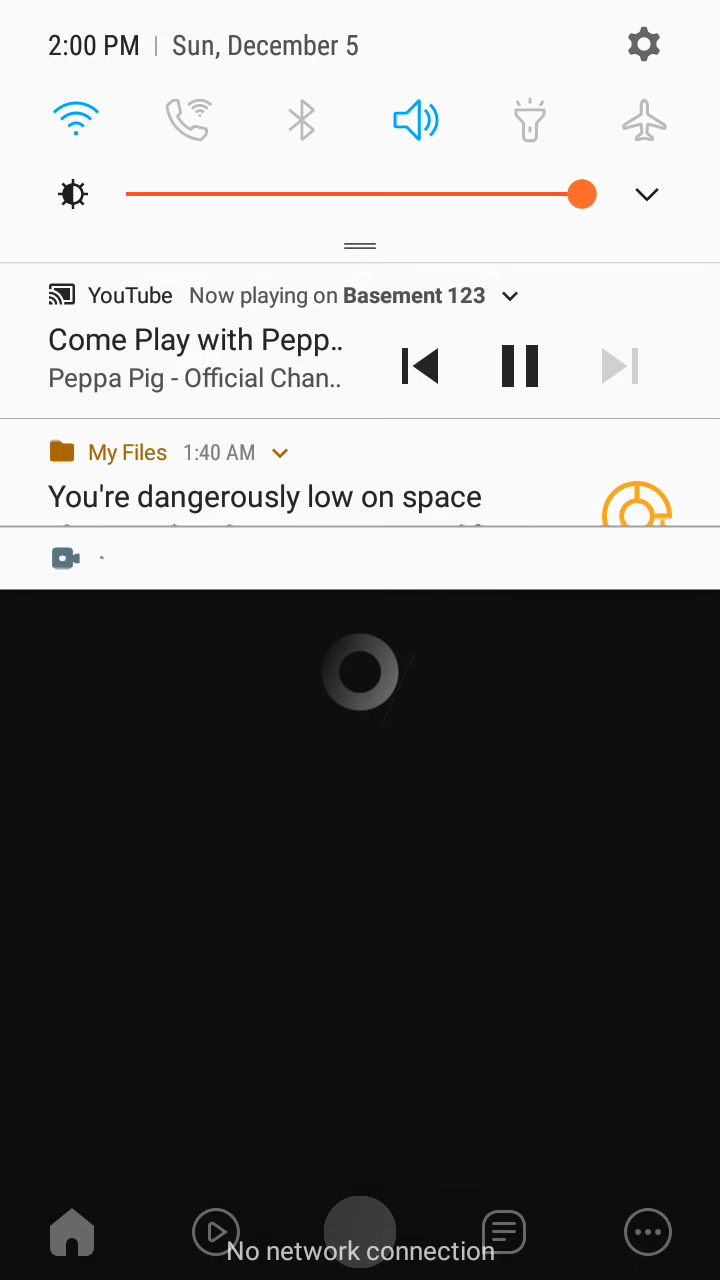 2:00 PM | Sun, December 5
YouTube Now playing on Basement 123
Come Play with Pepp..
Peppa Pig - Official Chan..
My Files 1:40 AM
You're dangerously low on space
No network connection